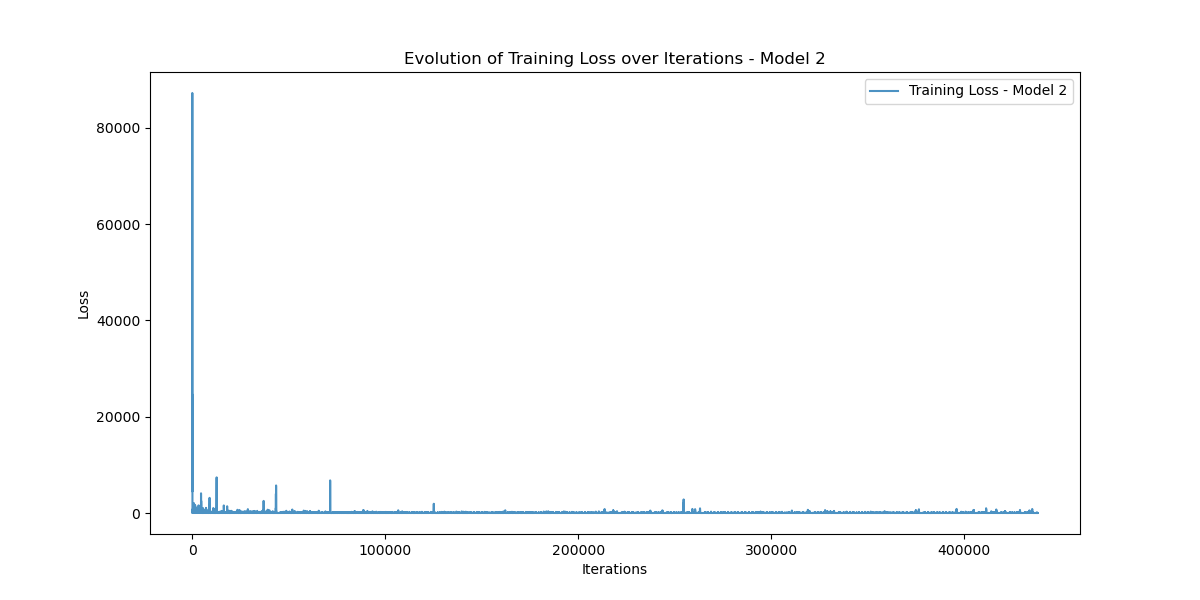 Evolution of Training Loss over Iterations - Model 2
Training Loss - Model 2
80000
60000
40000
20000
0
Loss
0
100000
200000
300000
400000
Iterations